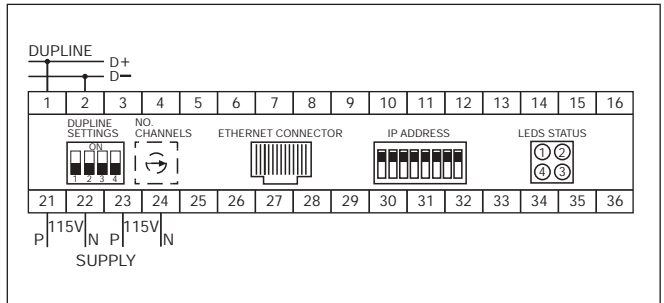 DUPLINE
D+
D−
1 2 3 4 5 6 7 8 9 10 11 12 13 14 15 16
DUPLINE SETTINGS
NO. CHANNELS
ETHERNET CONNECTOR
IP ADDRESS
LEDS STATUS
ON
1 2 3 4
1 2
4 3
21 22 23 24 25 26 27 28 29 30 31 32 33 34 35 36
P 115V N P 115V N
SUPPLY